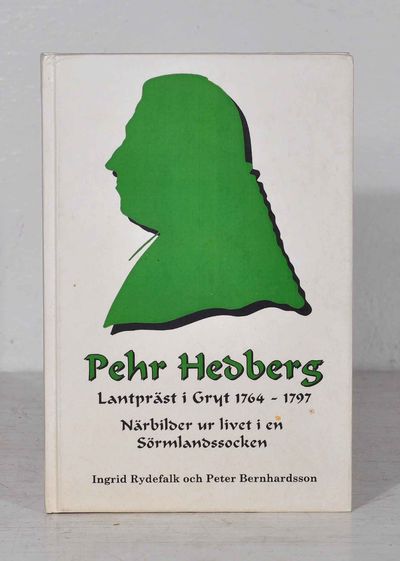 Pehr Hedberg
Lantpräst i Gryt 1764 - 1797
Närbilder ur livet i en
Sörmlandssocken
Ingrid Rydefalk och Peter Bernhardsson